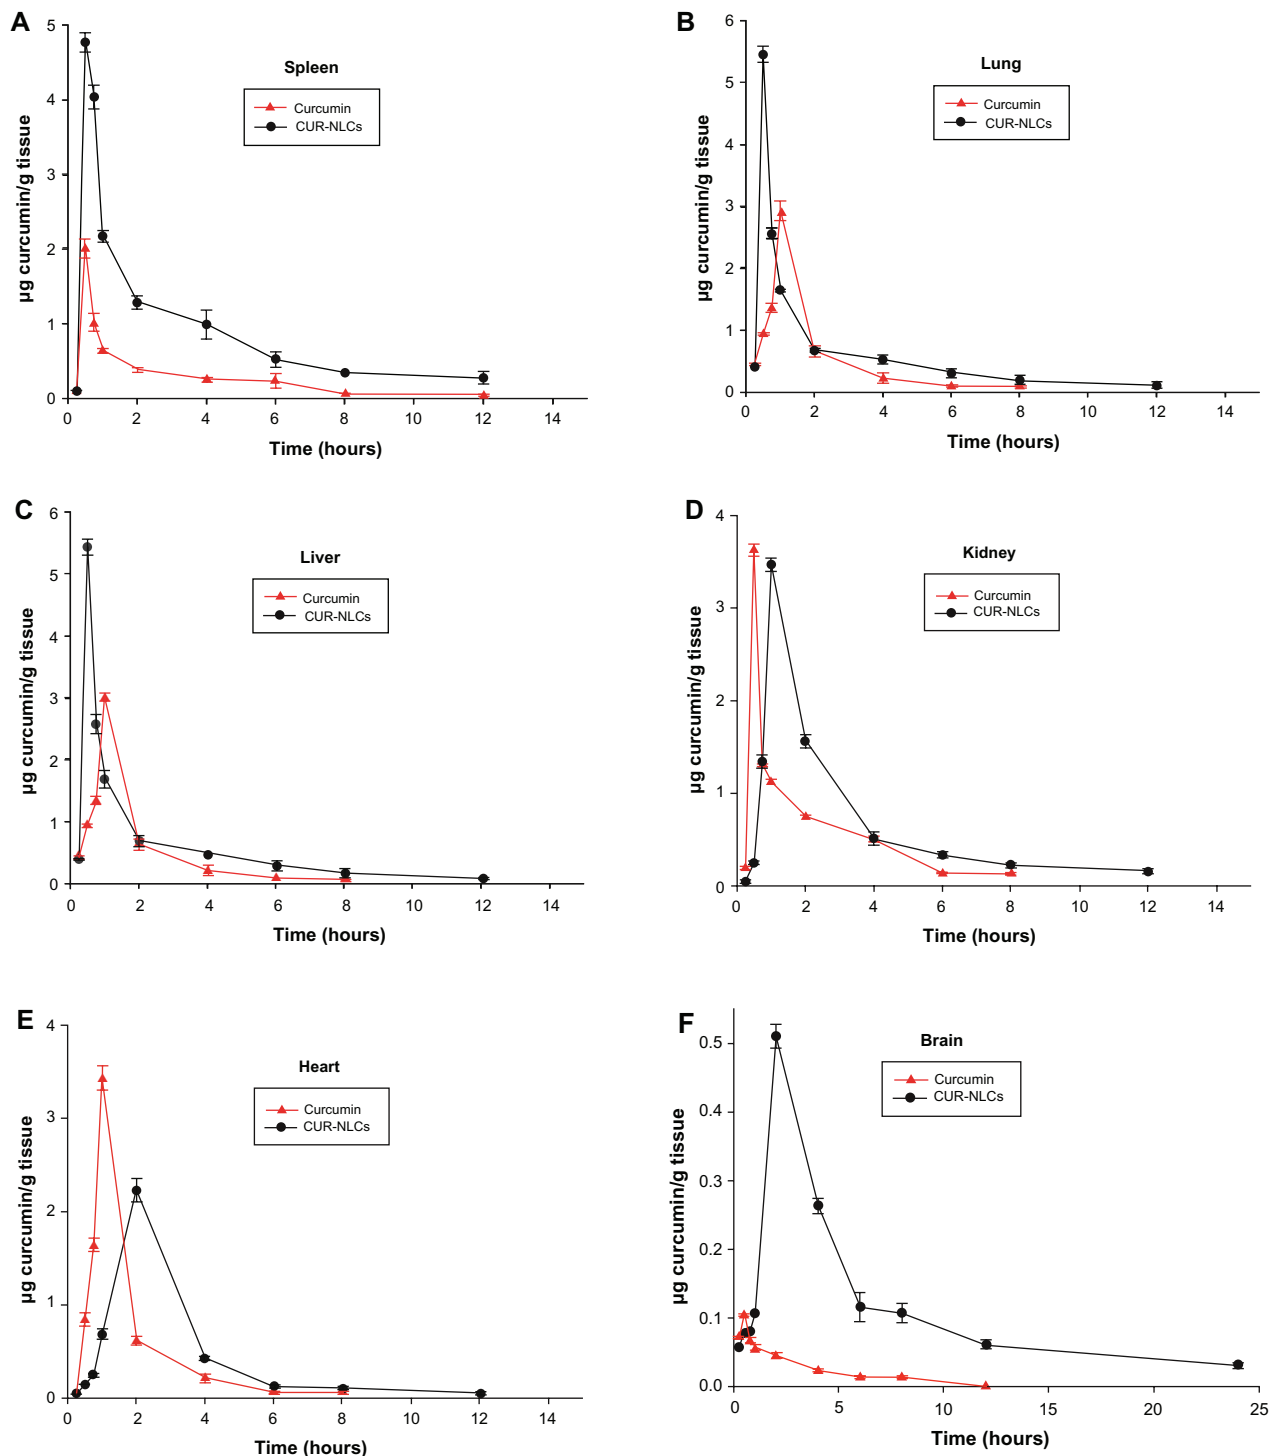 A
Spleen
Curcumin
CUR-NLCs
µg curcumin/g tissue
5
4
3
2
1
0
0 2 4 6 8 10 12 14
Time (hours)
B
Lung
Curcumin
CUR-NLCs
µg curcumin/g tissue
6
5
4
3
2
1
0
0 2 4 6 8 10 12 14
Time (hours)
C
Liver
Curcumin
CUR-NLCs
µg curcumin/g tissue
6
5
4
3
2
1
0
0 2 4 6 8 10 12 14
Time (hours)
D
Kidney
Curcumin
CUR-NLCs
µg curcumin/g tissue
4
3
2
1
0
0 2 4 6 8 10 12 14
Time (hours)
E
Heart
Curcumin
CUR-NLCs
µg curcumin/g tissue
4
3
2
1
0
0 2 4 6 8 10 12 14
Time (hours)
F
Brain
Curcumin
CUR-NLCs
µg curcumin/g tissue
0.5
0.4
0.3
0.2
0.1
0.0
0 5 10 15 20 25
Time (hours)